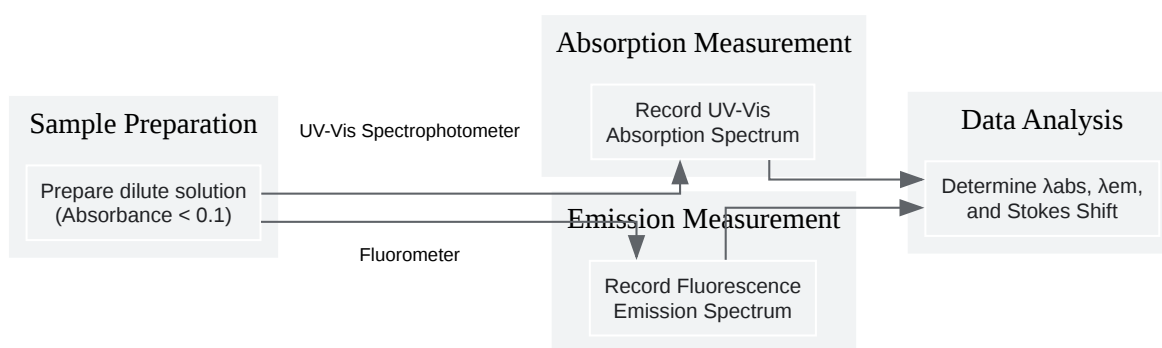 Sample Preparation
Prepare dilute solution
(Absorbance < 0.1)
UV-Vis Spectrophotometer
Fluorometer
Absorption Measurement
Record UV-Vis
Absorption Spectrum
Emission Measurement
Record Fluorescence
Emission Spectrum
Data Analysis
Determine λabs, λem,
and Stokes Shift